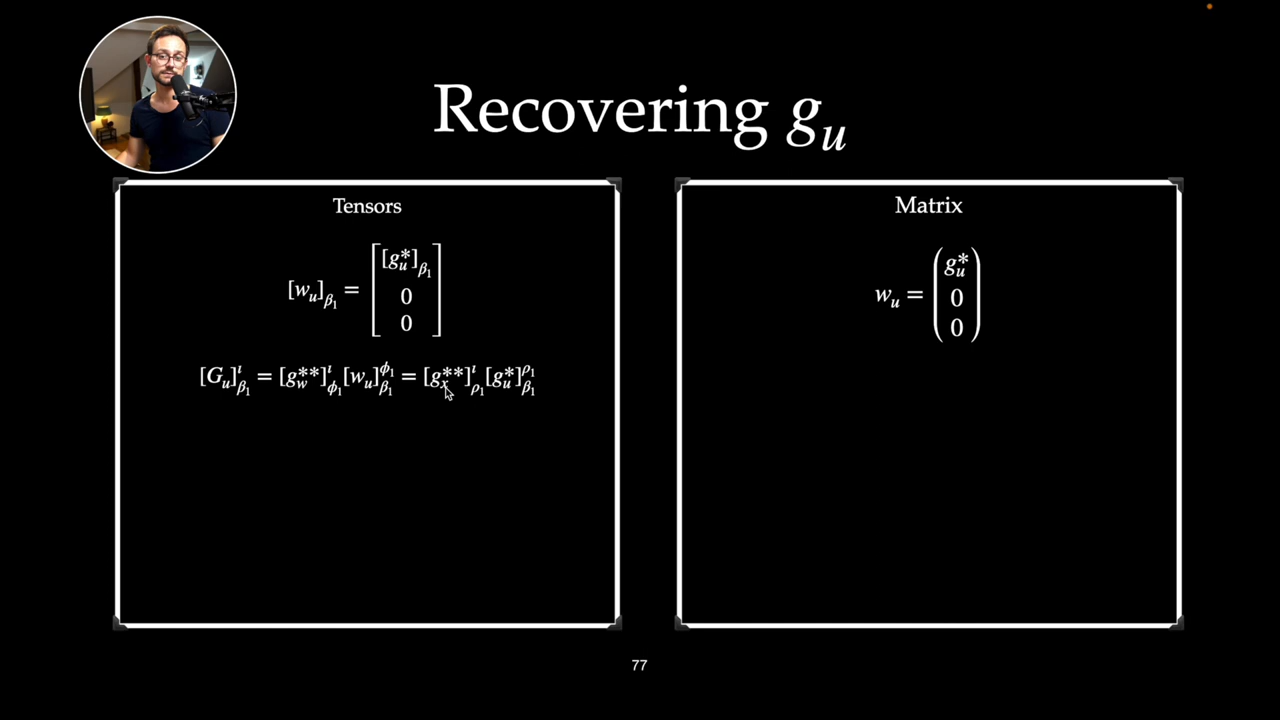 Recovering g_u
Tensors
[w_u]_{β_1} = [ [g_u^*]_{β_1}
0
0 ]
[G_u]^ι_{β_1} = [g_w^{**}]^ι_{ϕ_1} [w_u]^{ϕ_1}_{β_1} = [g_x^{**}]^ι_{ρ_1} [g_u^*]^{ρ_1}_{β_1}
Matrix
w_u = ( g_u^*
0
0 )
77